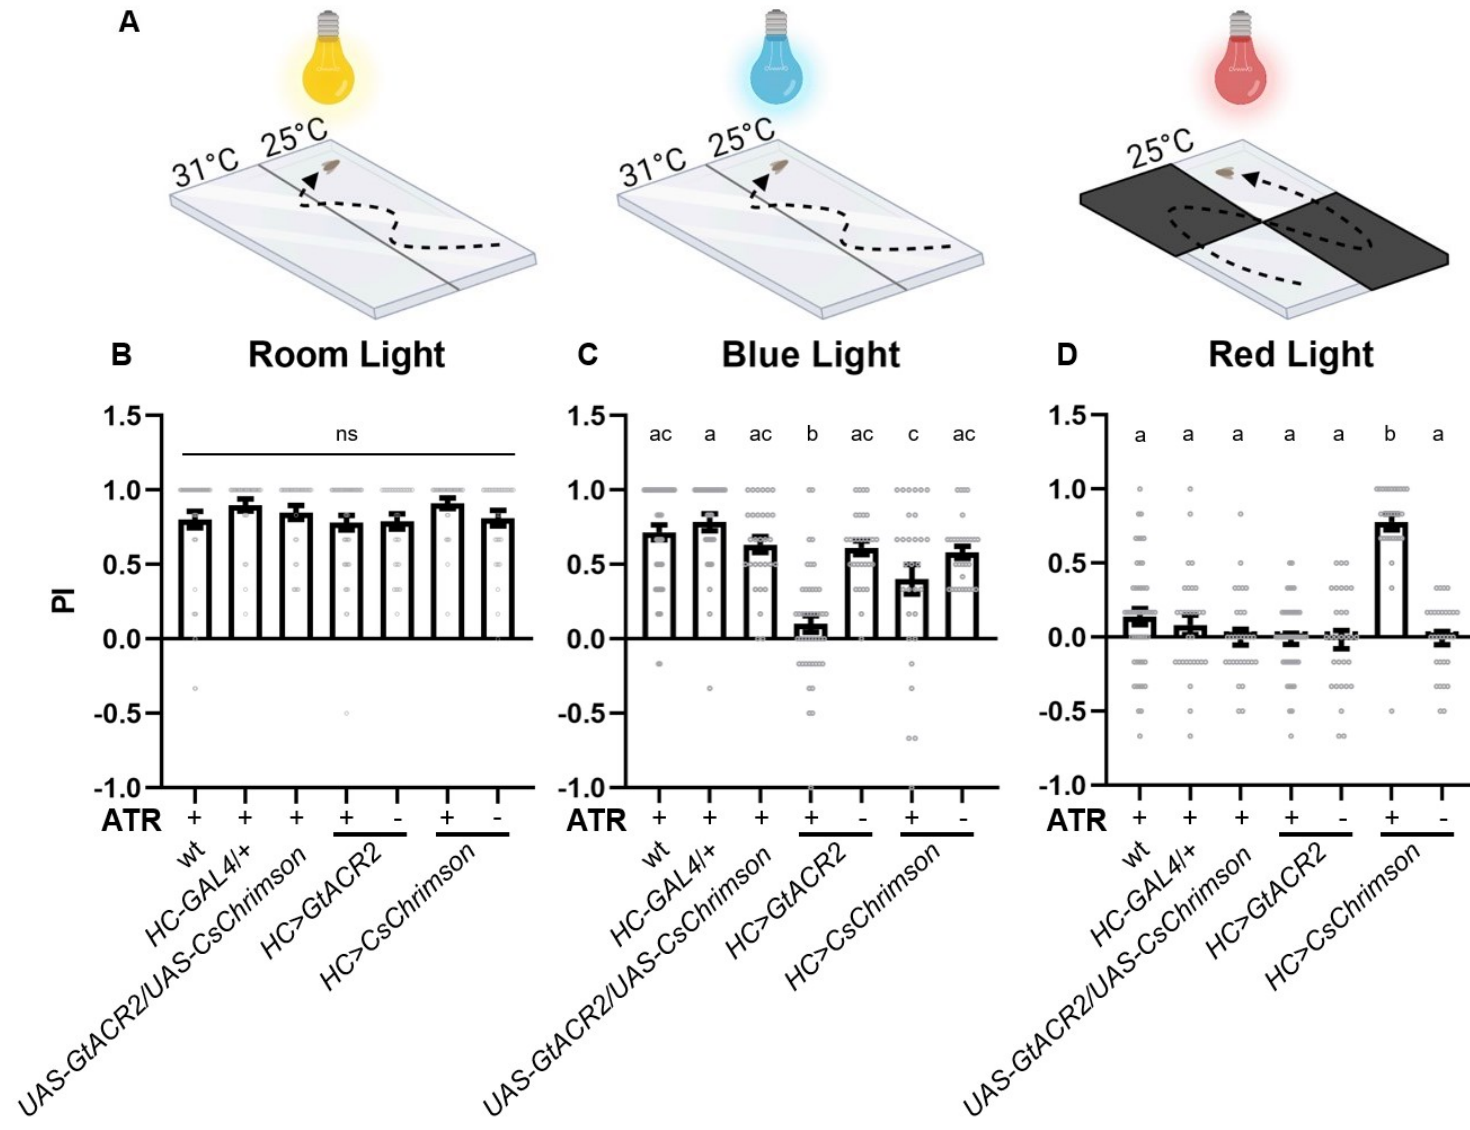 A
31°C 25°C
31°C 25°C
25°C
B Room Light
C Blue Light
D Red Light
PI
1.5
1.0
0.5
0.0
-0.5
-1.0
ns
ATR + + + + - + -
wt
HC-GAL4/+
UAS-GtACR2/UAS-CsChrimson
HC>GtACR2
HC>CsChrimson
1.5
1.0
0.5
0.0
-0.5
-1.0
ac a ac b ac c ac
ATR + + + + - + -
wt
HC-GAL4/+
UAS-GtACR2/UAS-CsChrimson
HC>GtACR2
HC>CsChrimson
1.5
1.0
0.5
0.0
-0.5
-1.0
a a a a a b a
ATR + + + + - + -
wt
HC-GAL4/+
UAS-GtACR2/UAS-CsChrimson
HC>GtACR2
HC>CsChrimson